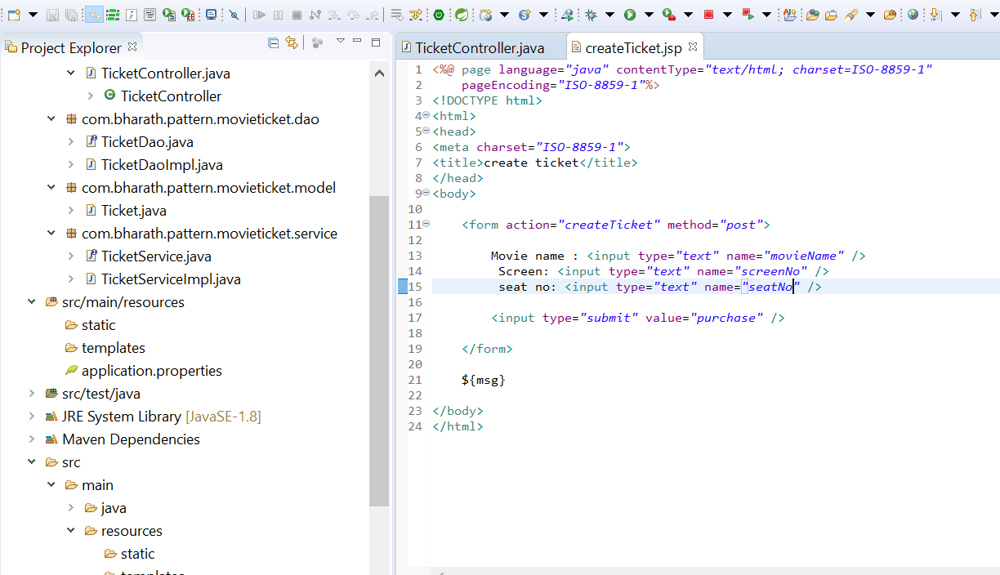 Project Explorer
TicketController.java
TicketController
com.bharath.pattern.movieticket.dao
TicketDao.java
TicketDaoImpl.java
com.bharath.pattern.movieticket.model
Ticket.java
com.bharath.pattern.movieticket.service
TicketService.java
TicketServiceImpl.java
src/main/resources
static
templates
application.properties
src/test/java
JRE System Library [JavaSE-1.8]
Maven Dependencies
src
main
java
resources
static
templates
TicketController.java createTicket.jsp
1 <%@ page language="java" contentType="text/html; charset=ISO-8859-1"
2 pageEncoding="ISO-8859-1"%>
3 <!DOCTYPE html>
4 <html>
5 <head>
6 <meta charset="ISO-8859-1">
7 <title>create ticket</title>
8 </head>
9 <body>
10
11 <form action="createTicket" method="post">
12
13 Movie name : <input type="text" name="movieName" />
14 Screen: <input type="text" name="screenNo" />
15 seat no: <input type="text" name="seatNo" />
16
17 <input type="submit" value="purchase" />
18
19 </form>
20
21 ${msg}
22
23 </body>
24 </html>